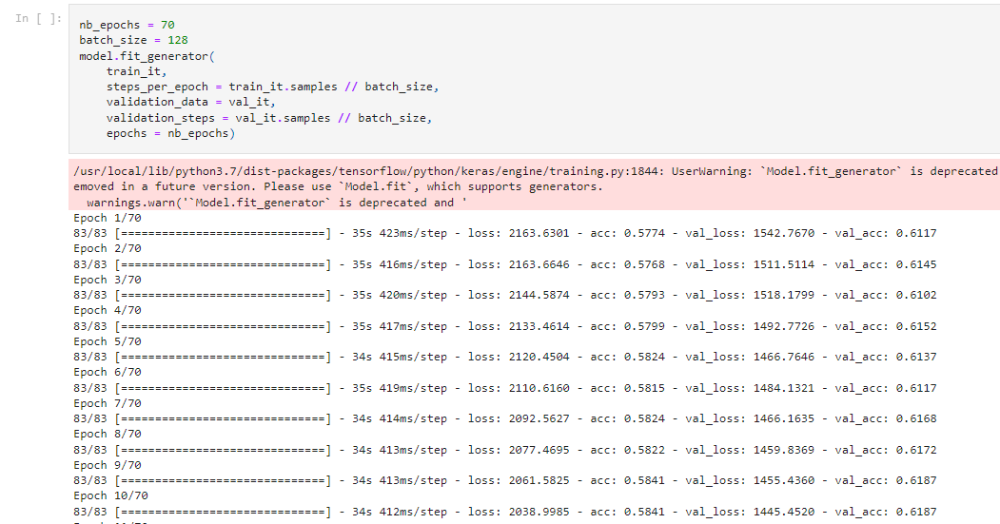 In [ ]:
nb_epochs = 70
batch_size = 128
model.fit_generator(
    train_it,
    steps_per_epoch = train_it.samples // batch_size,
    validation_data = val_it,
    validation_steps = val_it.samples // batch_size,
    epochs = nb_epochs)
/usr/local/lib/python3.7/dist-packages/tensorflow/python/keras/engine/training.py:1844: UserWarning: `Model.fit_generator` is deprecated
emoved in a future version. Please use `Model.fit`, which supports generators.
  warnings.warn('`Model.fit_generator` is deprecated and '
Epoch 1/70
83/83 [==============================] - 35s 423ms/step - loss: 2163.6301 - acc: 0.5774 - val_loss: 1542.7670 - val_acc: 0.6117
Epoch 2/70
83/83 [==============================] - 35s 416ms/step - loss: 2163.6646 - acc: 0.5768 - val_loss: 1511.5114 - val_acc: 0.6145
Epoch 3/70
83/83 [==============================] - 35s 420ms/step - loss: 2144.5874 - acc: 0.5793 - val_loss: 1518.1799 - val_acc: 0.6102
Epoch 4/70
83/83 [==============================] - 35s 417ms/step - loss: 2133.4614 - acc: 0.5799 - val_loss: 1492.7726 - val_acc: 0.6152
Epoch 5/70
83/83 [==============================] - 34s 415ms/step - loss: 2120.4504 - acc: 0.5824 - val_loss: 1466.7646 - val_acc: 0.6137
Epoch 6/70
83/83 [==============================] - 35s 419ms/step - loss: 2110.6160 - acc: 0.5815 - val_loss: 1484.1321 - val_acc: 0.6117
Epoch 7/70
83/83 [==============================] - 34s 414ms/step - loss: 2092.5627 - acc: 0.5824 - val_loss: 1466.1635 - val_acc: 0.6168
Epoch 8/70
83/83 [==============================] - 34s 413ms/step - loss: 2077.4695 - acc: 0.5822 - val_loss: 1459.8369 - val_acc: 0.6172
Epoch 9/70
83/83 [==============================] - 34s 413ms/step - loss: 2061.5825 - acc: 0.5841 - val_loss: 1455.4360 - val_acc: 0.6187
Epoch 10/70
83/83 [==============================] - 34s 412ms/step - loss: 2038.9985 - acc: 0.5841 - val_loss: 1445.4520 - val_acc: 0.6187